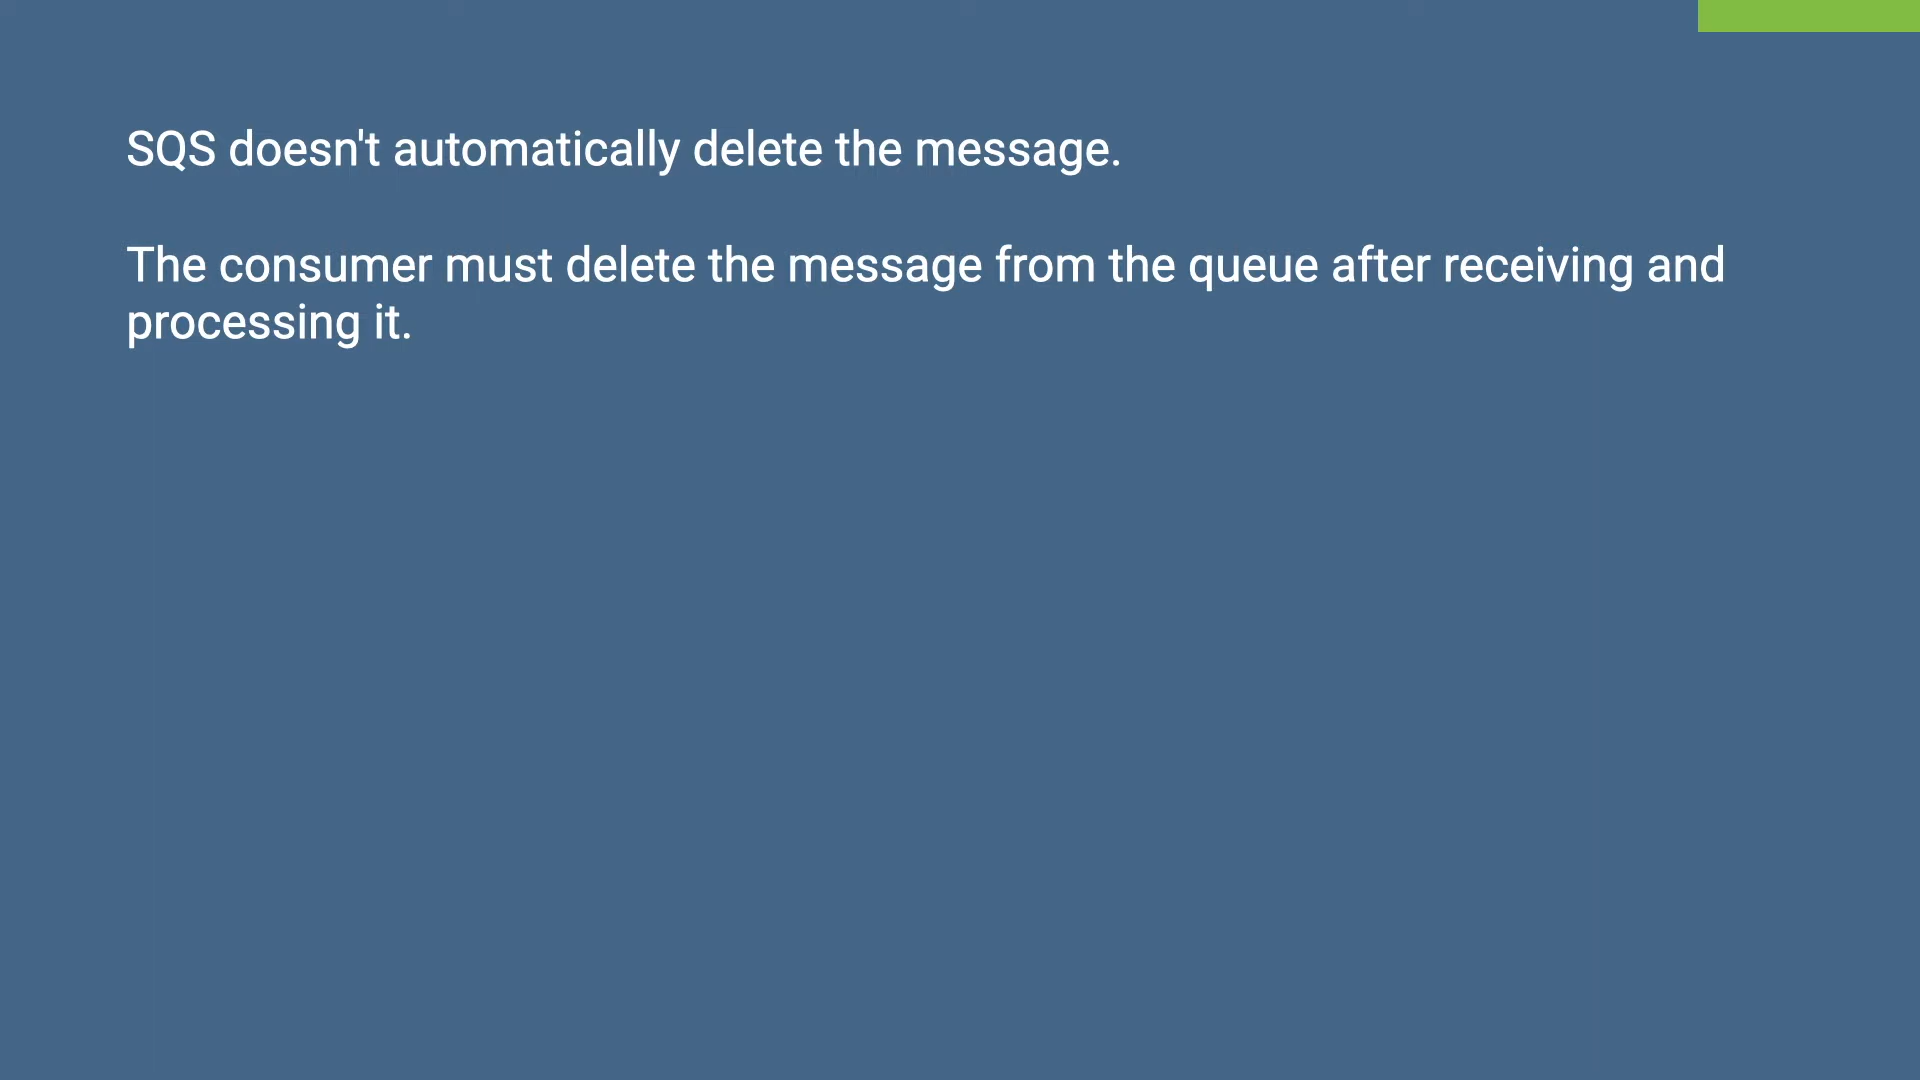 SQS doesn't automatically delete the message.
The consumer must delete the message from the queue after receiving and
processing it.